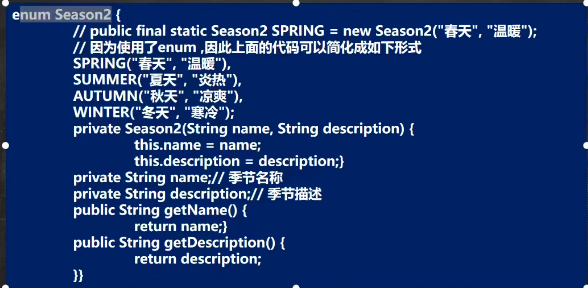 enum Season2 {
// public final static Season2 SPRING = new Season2("春天", "温暖");
// 因为使用了enum ,因此上面的代码可以简化成如下形式
SPRING("春天", "温暖"),
SUMMER("夏天", "炎热"),
AUTUMN("秋天", "凉爽"),
WINTER("冬天", "寒冷");
private Season2(String name, String description) {
this.name = name;
this.description = description;}
private String name;// 季节名称
private String description;// 季节描述
public String getName() {
return name;}
public String getDescription() {
return description;
}}